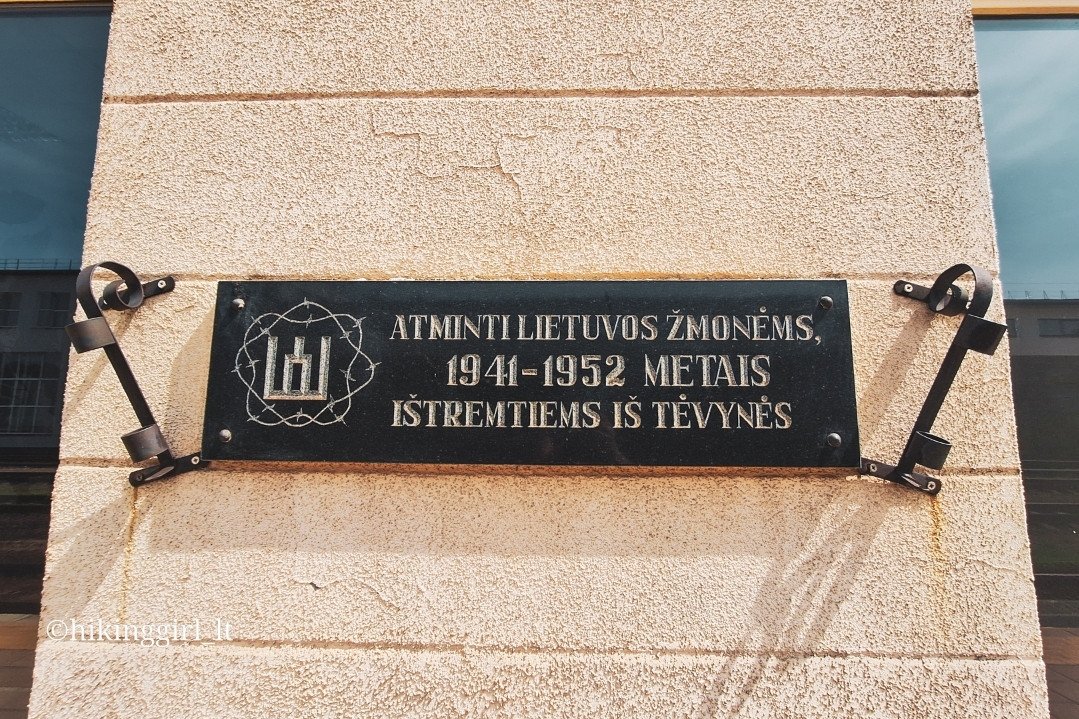 ATMINTI LIETUVOS ŽMONĖMS,
1941-1952 METAIS
IŠTREMTIEMS IŠ TĖVYNĖS
©hikinggirl lt